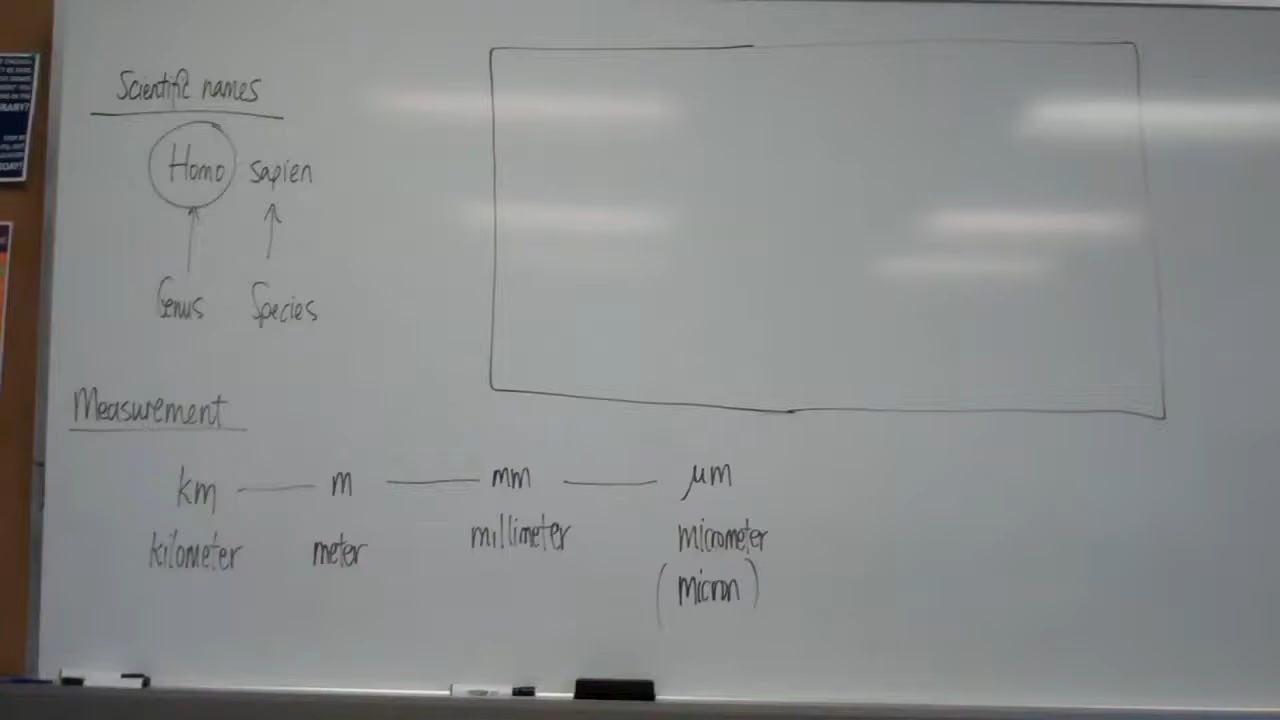 Scientific names
Homo sapien
Genus Species
Measurement
km — m — mm — μm
kilometer meter millimeter micrometer
(micron)